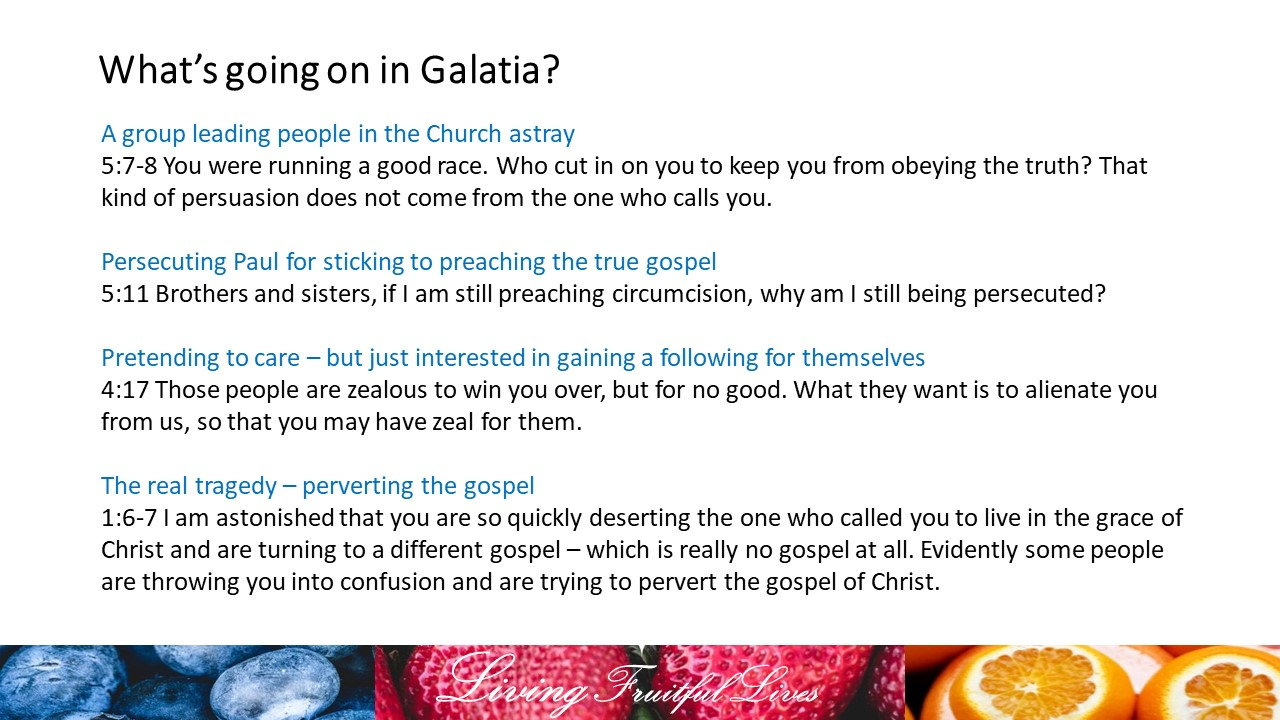 What’s going on in Galatia?
A group leading people in the Church astray
5:7-8 You were running a good race. Who cut in on you to keep you from obeying the truth? That
kind of persuasion does not come from the one who calls you.
Persecuting Paul for sticking to preaching the true gospel
5:11 Brothers and sisters, if I am still preaching circumcision, why am I still being persecuted?
Pretending to care – but just interested in gaining a following for themselves
4:17 Those people are zealous to win you over, but for no good. What they want is to alienate you
from us, so that you may have zeal for them.
The real tragedy – perverting the gospel
1:6-7 I am astonished that you are so quickly deserting the one who called you to live in the grace of
Christ and are turning to a different gospel – which is really no gospel at all. Evidently some people
are throwing you into confusion and are trying to pervert the gospel of Christ.
Living Fruitful Lives